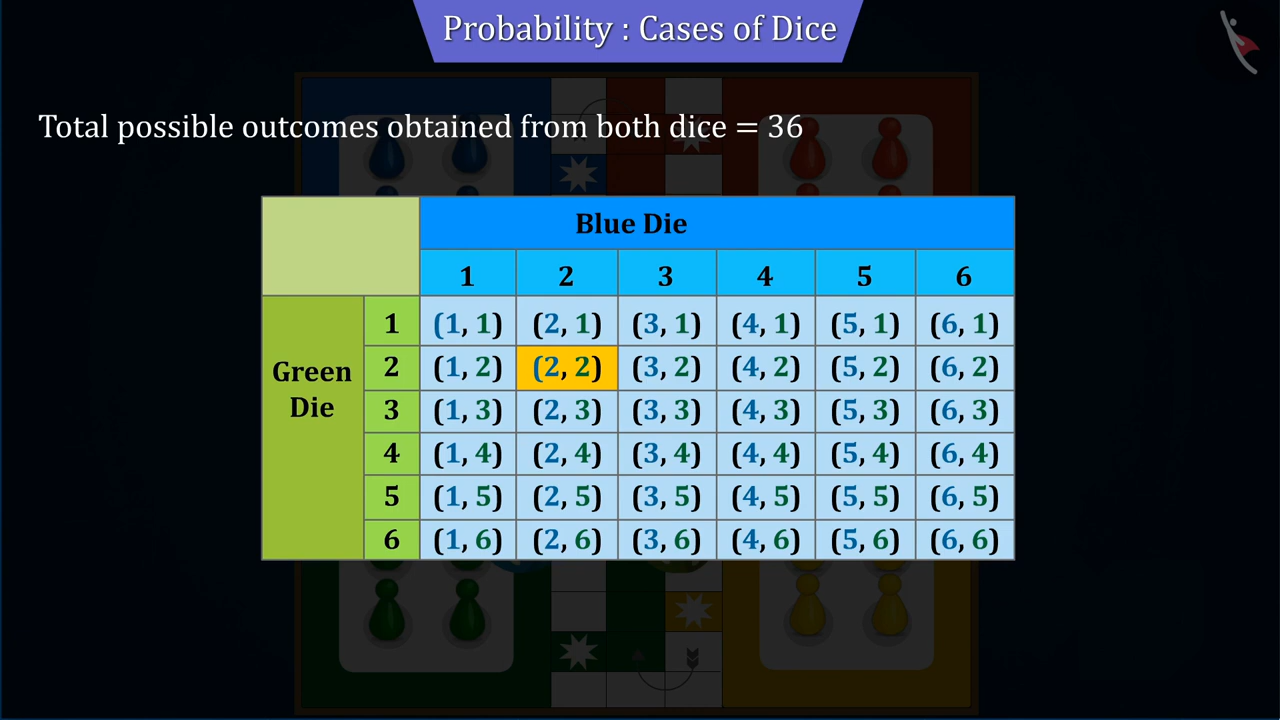 Probability : Cases of Dice
Total possible outcomes obtained from both dice = 36
Blue Die
1 2 3 4 5 6
Green Die
1 (1, 1) (2, 1) (3, 1) (4, 1) (5, 1) (6, 1)
2 (1, 2) (2, 2) (3, 2) (4, 2) (5, 2) (6, 2)
3 (1, 3) (2, 3) (3, 3) (4, 3) (5, 3) (6, 3)
4 (1, 4) (2, 4) (3, 4) (4, 4) (5, 4) (6, 4)
5 (1, 5) (2, 5) (3, 5) (4, 5) (5, 5) (6, 5)
6 (1, 6) (2, 6) (3, 6) (4, 6) (5, 6) (6, 6)